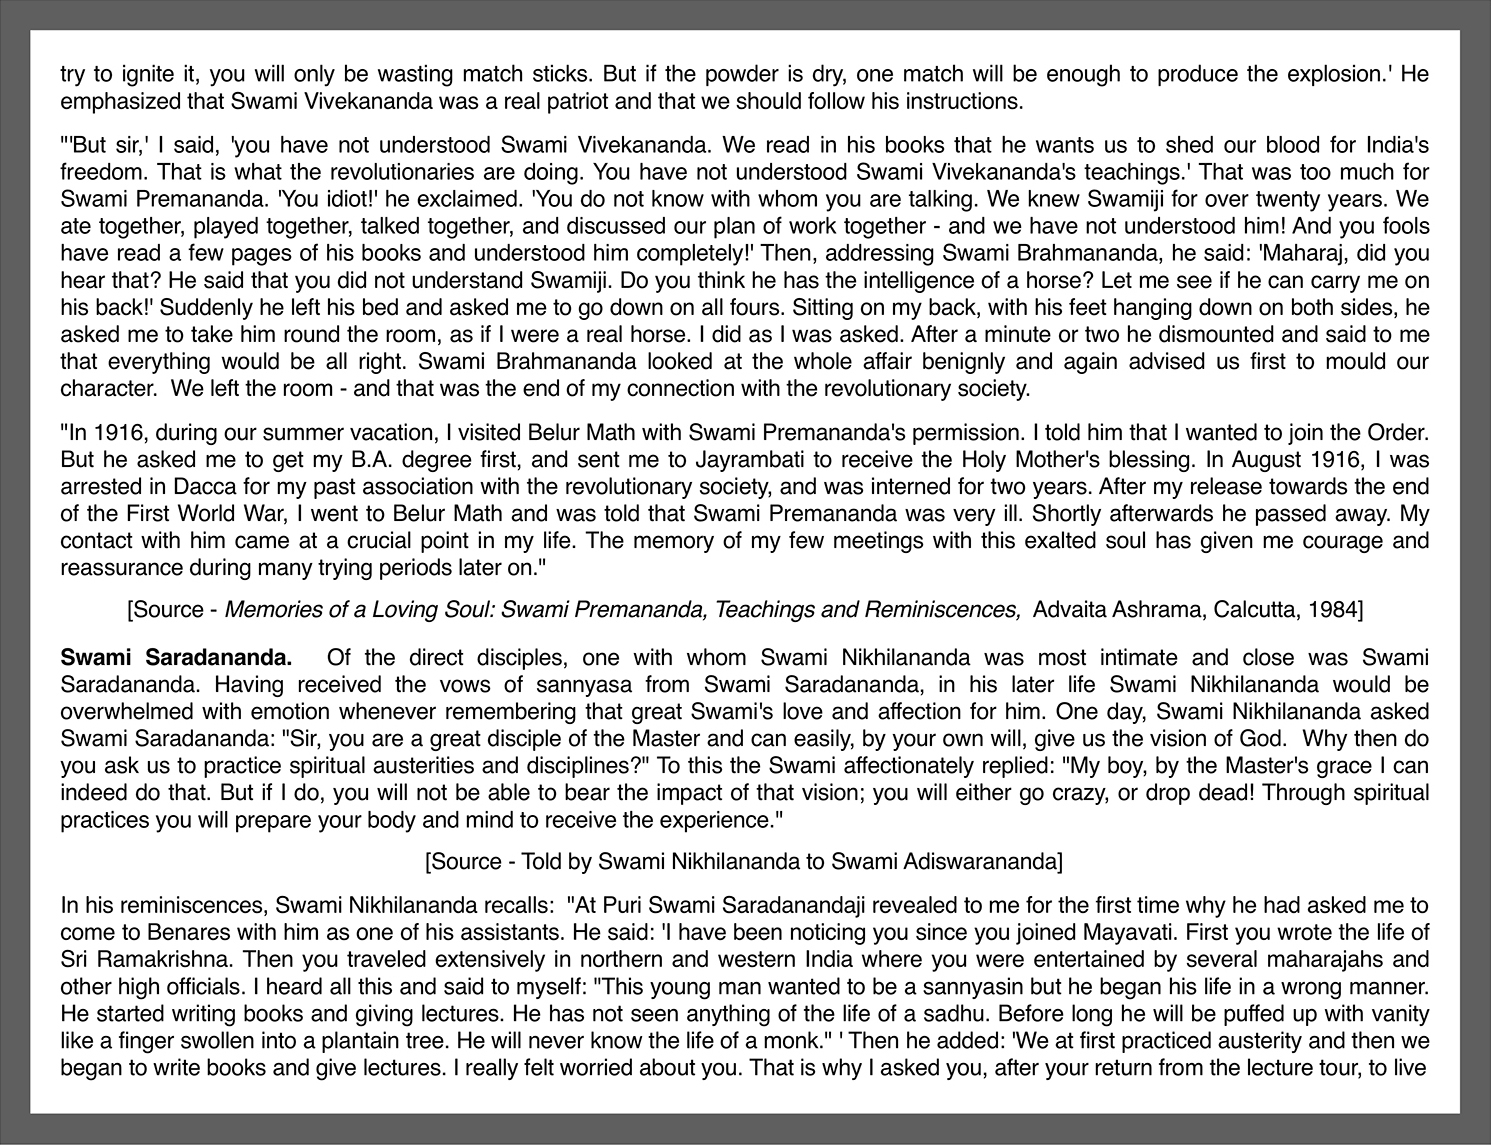 try to ignite it, you will only be wasting match sticks. But if the powder is dry, one match will be enough to produce the explosion.' He
emphasized that Swami Vivekananda was a real patriot and that we should follow his instructions.
"'But sir,' I said, 'you have not understood Swami Vivekananda. We read in his books that he wants us to shed our blood for India's
freedom. That is what the revolutionaries are doing. You have not understood Swami Vivekananda's teachings.' That was too much for
Swami Premananda. 'You idiot!' he exclaimed. 'You do not know with whom you are talking. We knew Swamiji for over twenty years. We
ate together, played together, talked together, and discussed our plan of work together - and we have not understood him! And you fools
have read a few pages of his books and understood him completely!' Then, addressing Swami Brahmananda, he said: 'Maharaj, did you
hear that? He said that you did not understand Swamiji. Do you think he has the intelligence of a horse? Let me see if he can carry me on
his back!' Suddenly he left his bed and asked me to go down on all fours. Sitting on my back, with his feet hanging down on both sides, he
asked me to take him round the room, as if I were a real horse. I did as I was asked. After a minute or two he dismounted and said to me
that everything would be all right. Swami Brahmananda looked at the whole affair benignly and again advised us first to mould our
character.  We left the room - and that was the end of my connection with the revolutionary society.
"In 1916, during our summer vacation, I visited Belur Math with Swami Premananda's permission. I told him that I wanted to join the Order.
But he asked me to get my B.A. degree first, and sent me to Jayrambati to receive the Holy Mother's blessing. In August 1916, I was
arrested in Dacca for my past association with the revolutionary society, and was interned for two years. After my release towards the end
of the First World War, I went to Belur Math and was told that Swami Premananda was very ill. Shortly afterwards he passed away. My
contact with him came at a crucial point in my life. The memory of my few meetings with this exalted soul has given me courage and
reassurance during many trying periods later on."
[Source - Memories of a Loving Soul: Swami Premananda, Teachings and Reminiscences,  Advaita Ashrama, Calcutta, 1984]
Swami Saradananda.   Of the direct disciples, one with whom Swami Nikhilananda was most intimate and close was Swami
Saradananda. Having received the vows of sannyasa from Swami Saradananda, in his later life Swami Nikhilananda would be
overwhelmed with emotion whenever remembering that great Swami's love and affection for him. One day, Swami Nikhilananda asked
Swami Saradananda: "Sir, you are a great disciple of the Master and can easily, by your own will, give us the vision of God.  Why then do
you ask us to practice spiritual austerities and disciplines?" To this the Swami affectionately replied: "My boy, by the Master's grace I can
indeed do that. But if I do, you will not be able to bear the impact of that vision; you will either go crazy, or drop dead! Through spiritual
practices you will prepare your body and mind to receive the experience."
[Source - Told by Swami Nikhilananda to Swami Adiswarananda]
In his reminiscences, Swami Nikhilananda recalls:  "At Puri Swami Saradanandaji revealed to me for the first time why he had asked me to
come to Benares with him as one of his assistants. He said: 'I have been noticing you since you joined Mayavati. First you wrote the life of
Sri Ramakrishna. Then you traveled extensively in northern and western India where you were entertained by several maharajahs and
other high officials. I heard all this and said to myself: "This young man wanted to be a sannyasin but he began his life in a wrong manner.
He started writing books and giving lectures. He has not seen anything of the life of a sadhu. Before long he will be puffed up with vanity
like a finger swollen into a plantain tree. He will never know the life of a monk." ' Then he added: 'We at first practiced austerity and then we
began to write books and give lectures. I really felt worried about you. That is why I asked you, after your return from the lecture tour, to live